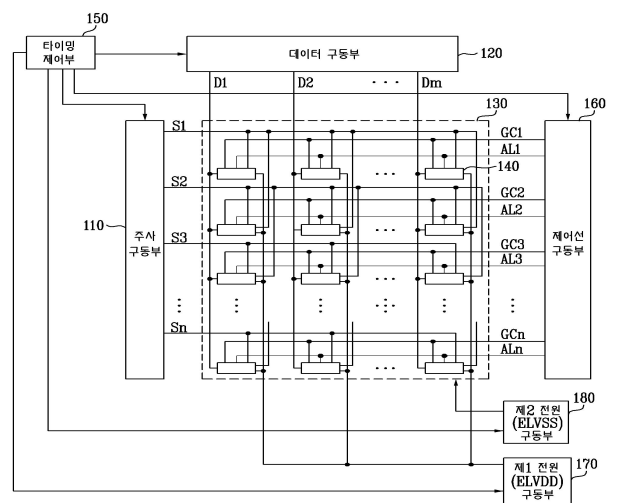 150
타이밍
제어부
데이터 구동부
120
D1 D2 ... Dm
130
160
S1
GC1
AL1
140
S2
GC2
AL2
110
주사
구동부
제어선
구동부
S3
GC3
AL3
Sn
GCn
ALn
180
제2 전원
(ELVSS)
구동부
170
제1 전원
(ELVDD)
구동부